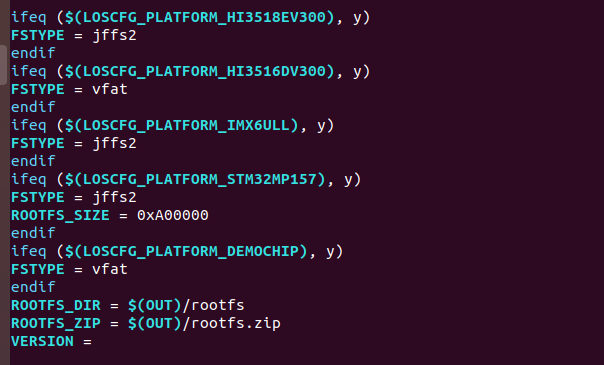 ifeq ($(LOSCFG_PLATFORM_HI3518EV300), y)
FSTYPE = jffs2
endif
ifeq ($(LOSCFG_PLATFORM_HI3516DV300), y)
FSTYPE = vfat
endif
ifeq ($(LOSCFG_PLATFORM_IMX6ULL), y)
FSTYPE = jffs2
endif
ifeq ($(LOSCFG_PLATFORM_STM32MP157), y)
FSTYPE = jffs2
ROOTFS_SIZE = 0xA00000
endif
ifeq ($(LOSCFG_PLATFORM_DEMOCHIP), y)
FSTYPE = vfat
endif
ROOTFS_DIR = $(OUT)/rootfs
ROOTFS_ZIP = $(OUT)/rootfs.zip
VERSION =